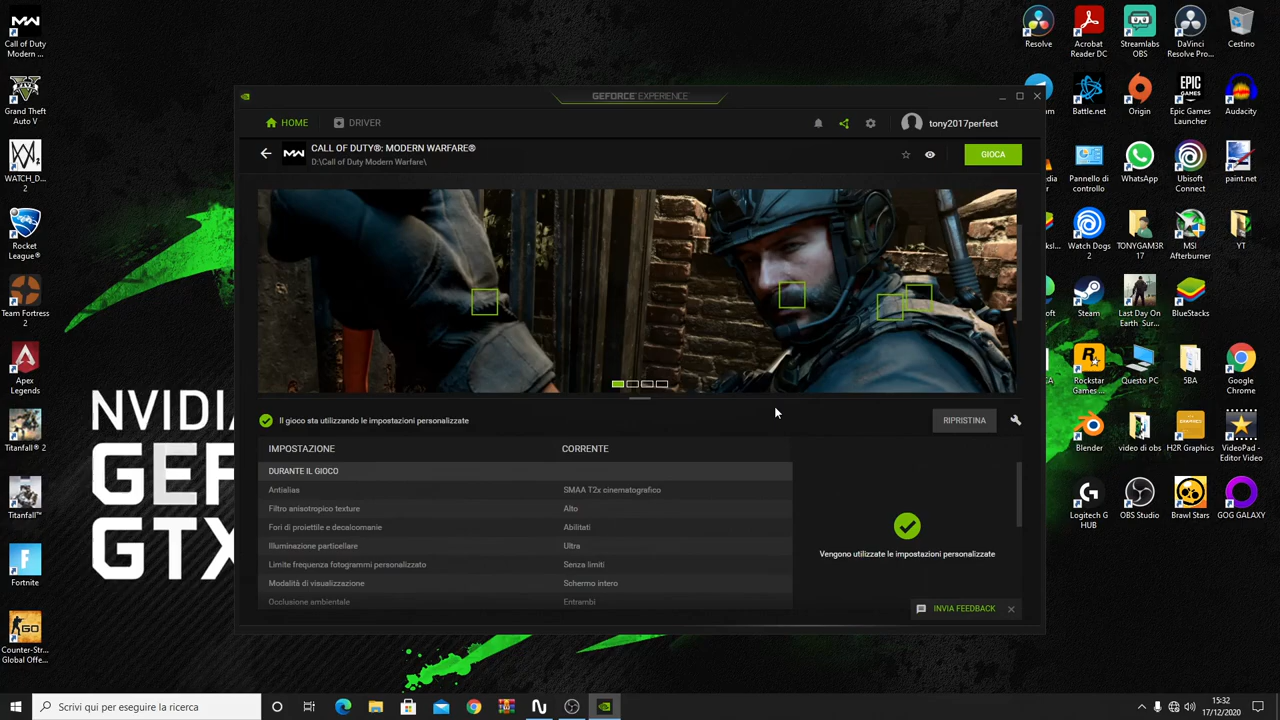 Call of Duty
Modern ...
Grand Theft
Auto V
WATCH_D...
2
Rocket
League®
Team Fortress
2
Apex
Legends
Titanfall® 2
Titanfall™
Fortnite
Counter-Str...
Global Offe...
NVIDIA
GEFORCE EXPERIENCE
HOME
DRIVER
tony2017perfect
CALL OF DUTY®: MODERN WARFARE®
D:\Call of Duty Modern Warfare\
GIOCA
Il gioco sta utilizzando le impostazioni personalizzate
RIPRISTINA
IMPOSTAZIONE CORRENTE
DURANTE IL GIOCO
Antialias SMAA T2x cinematografico
Filtro anisotropico texture Alto
Fori di proiettile e decalcomanie Abilitati
Illuminazione particellare Ultra
Limite frequenza fotogrammi personalizzato Senza limiti
Modalità di visualizzazione Schermo intero
Occlusione ambientale Entrambi
Vengono utilizzate le impostazioni personalizzate
INVIA FEEDBACK
Resolve
Acrobat
Reader DC
Streamlabs
OBS
DaVinci
Resolve Pro...
Cestino
Battle.net
Origin
Epic Games
Launcher
Audacity
Pannello di
controllo
WhatsApp
Ubisoft
Connect
paint.net
Watch Dogs
2
TONYGAM3R
17
MSI
Afterburner
YT
Steam
Last Day On
Earth Sur...
BlueStacks
Rockstar
Games ...
Questo PC
5BA
Google
Chrome
Blender
video di obs
H2R Graphics
VideoPad -
Editor Video
Logitech G
HUB
OBS Studio
Brawl Stars
GOG GALAXY
Scrivi qui per eseguire la ricerca
15:32
17/12/2020